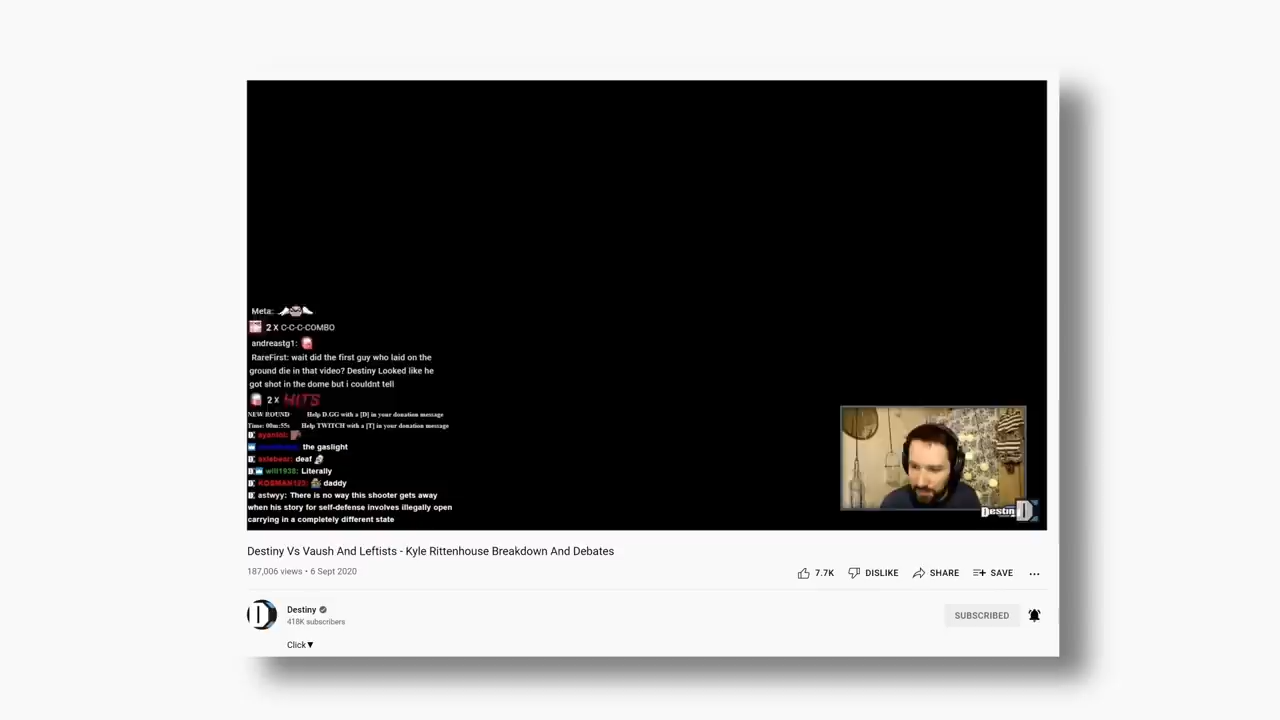 Meta:
2 X C-C-C-COMBO
andreastg1:
RareFirst: wait did the first guy who laid on the
ground die in that video? Destiny Looked like he
got shot in the dome but i couldnt tell
2 X HITS
NEW ROUND Help D.GG with a [D] in your donation message
Time: 00m:55s Help TWITCH with a [T] in your donation message
the gaslight
axlebear: deaf
will1938: Literally
KOSMAN123: daddy
astwyy: There is no way this shooter gets away
when his story for self-defense involves illegally open
carrying in a completely different state
Destin D
Destiny Vs Vaush And Leftists - Kyle Rittenhouse Breakdown And Debates
187,006 views • 6 Sept 2020
7.7K DISLIKE SHARE SAVE ...
Destiny
418K subscribers
SUBSCRIBED
Click▼